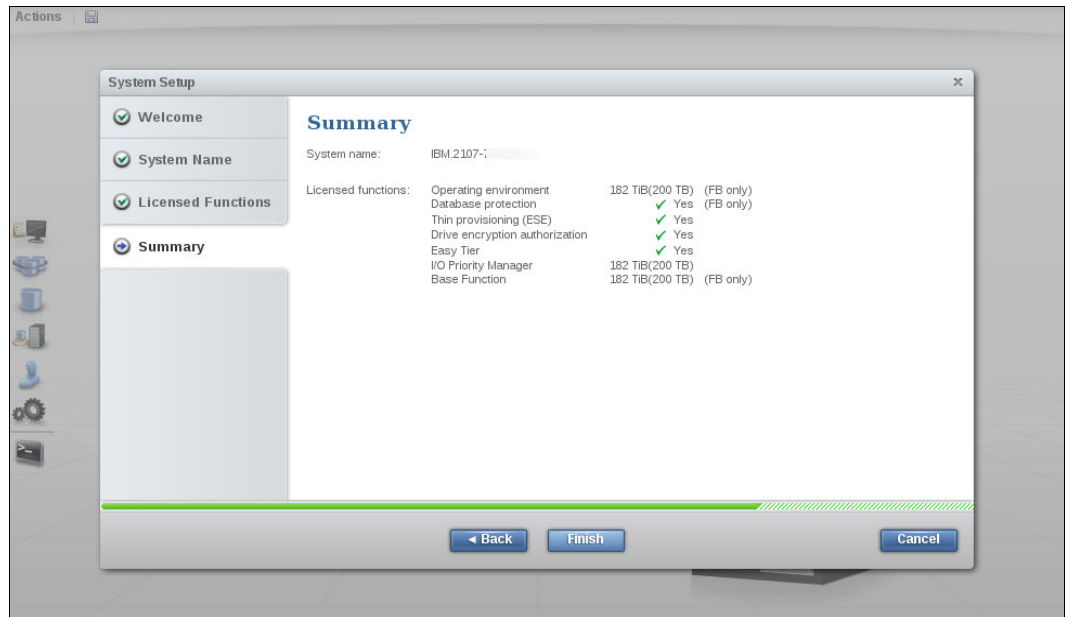 Actions
System Setup x
Welcome
System Name
Licensed Functions
Summary
Summary
System name: IBM.2107-
Licensed functions: Operating environment 182 TiB(200 TB) (FB only)
Database protection Yes (FB only)
Thin provisioning (ESE) Yes
Drive encryption authorization Yes
Easy Tier Yes
I/O Priority Manager 182 TiB(200 TB)
Base Function 182 TiB(200 TB) (FB only)
Back Finish Cancel